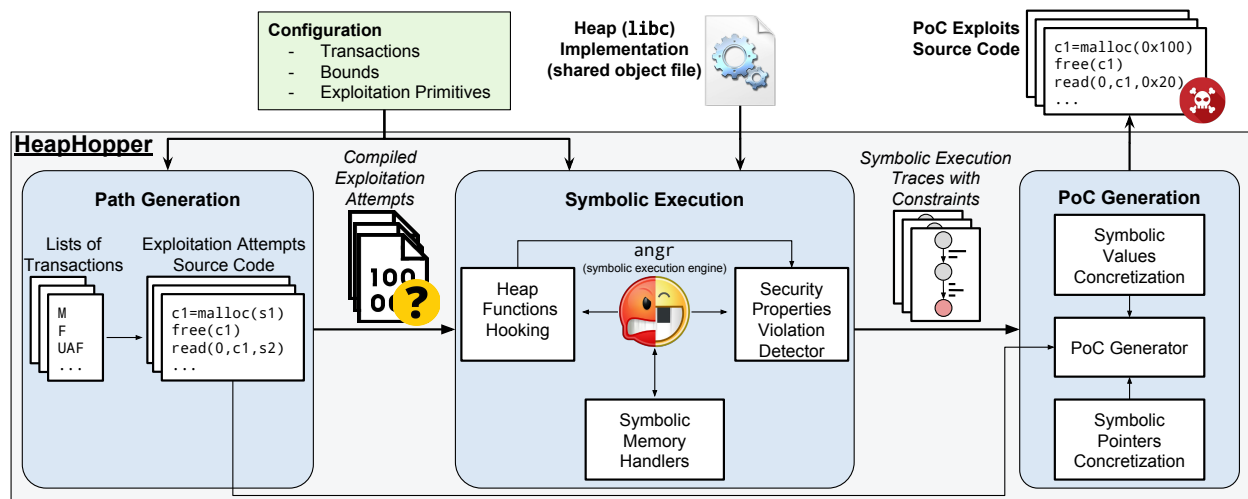 Configuration
- Transactions
- Bounds
- Exploitation Primitives
Heap (libc)
Implementation
(shared object file)
PoC Exploits
Source Code
c1=malloc(0x100)
free(c1)
read(0,c1,0x20)
...
HeapHopper
Path Generation
Lists of
Transactions
M
F
UAF
...
Exploitation Attempts
Source Code
c1=malloc(s1)
free(c1)
read(0,c1,s2)
...
Compiled
Exploitation
Attempts
100
00
?
Symbolic Execution
angr
(symbolic execution engine)
Heap
Functions
Hooking
Security
Properties
Violation
Detector
Symbolic
Memory
Handlers
Symbolic Execution
Traces with
Constraints
PoC Generation
Symbolic
Values
Concretization
PoC Generator
Symbolic
Pointers
Concretization